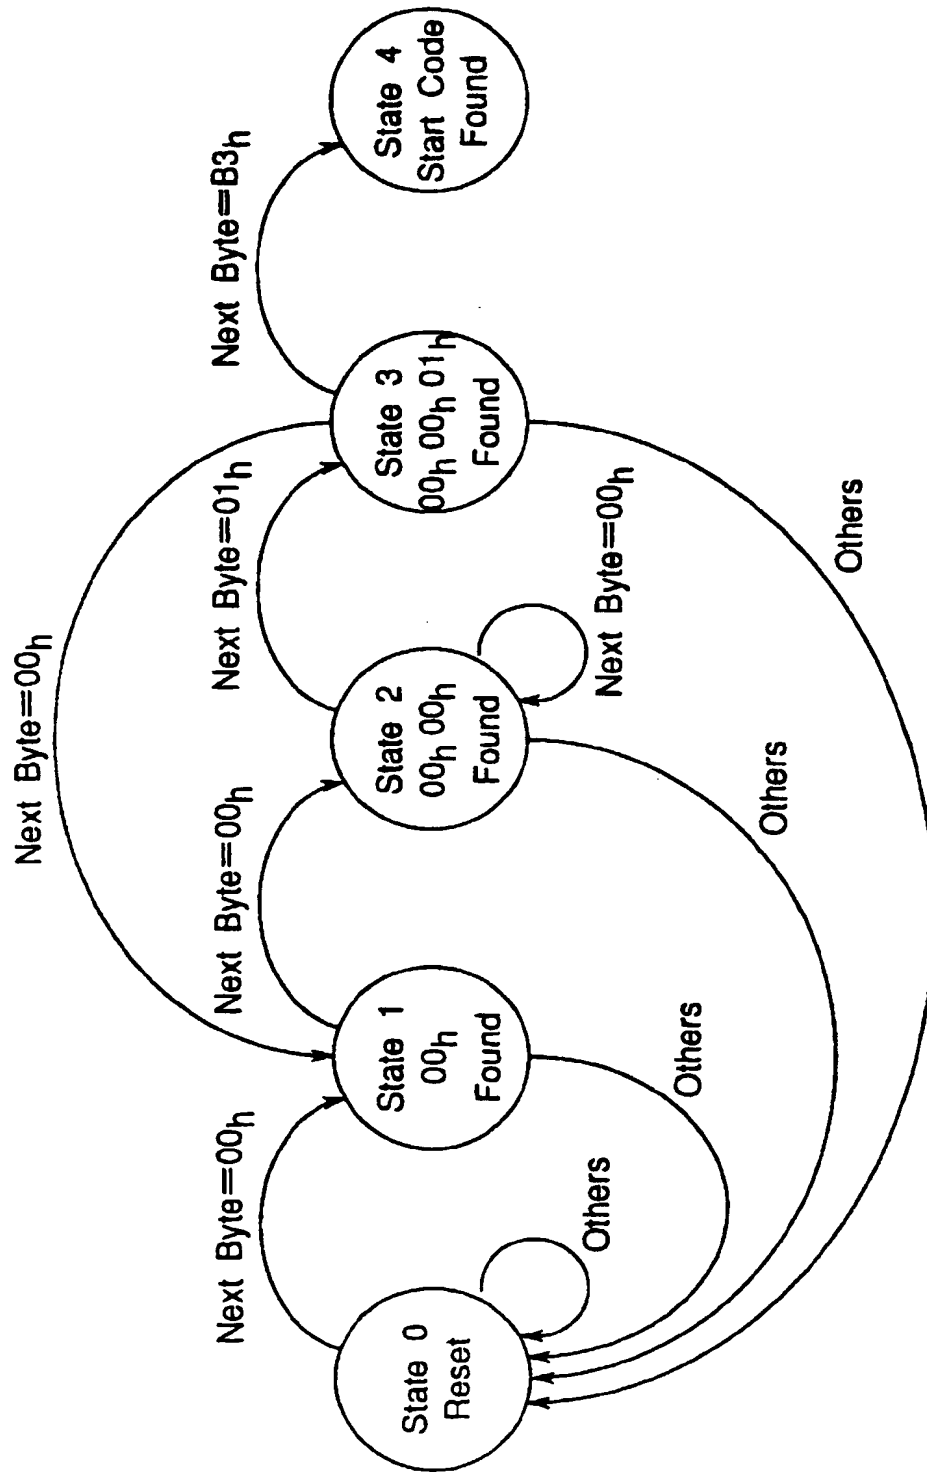 Next Byte=00h
Next Byte=00h
Next Byte=00h
Next Byte=01h
Next Byte=B3h
State 0
Reset
State 1
00h
Found
State 2
00h 00h
Found
State 3
00h 00h 01h
Found
State 4
Start Code
Found
Others
Others
Others
Next Byte=00h
Others